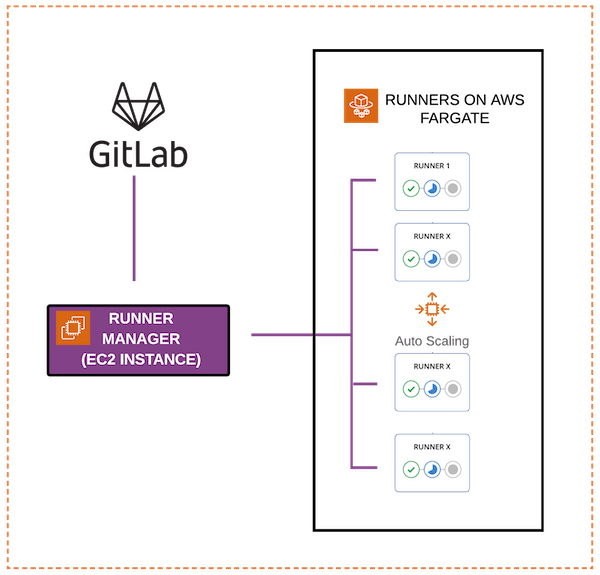 GitLab
RUNNER
MANAGER
(EC2 INSTANCE)
RUNNERS ON AWS
FARGATE
RUNNER 1
RUNNER X
Auto Scaling
RUNNER X
RUNNER X